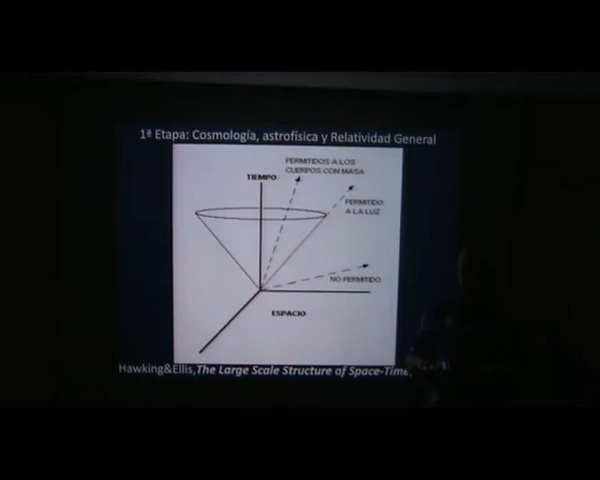 1ª Etapa: Cosmología, astrofísica y Relatividad General
PERMITIDOS A LOS
CUERPOS CON MASA
TIEMPO
PERMITIDO
A LA LUZ
NO PERMITIDO
ESPACIO
Hawking&Ellis,The Large Scale Structure of Space-Time,